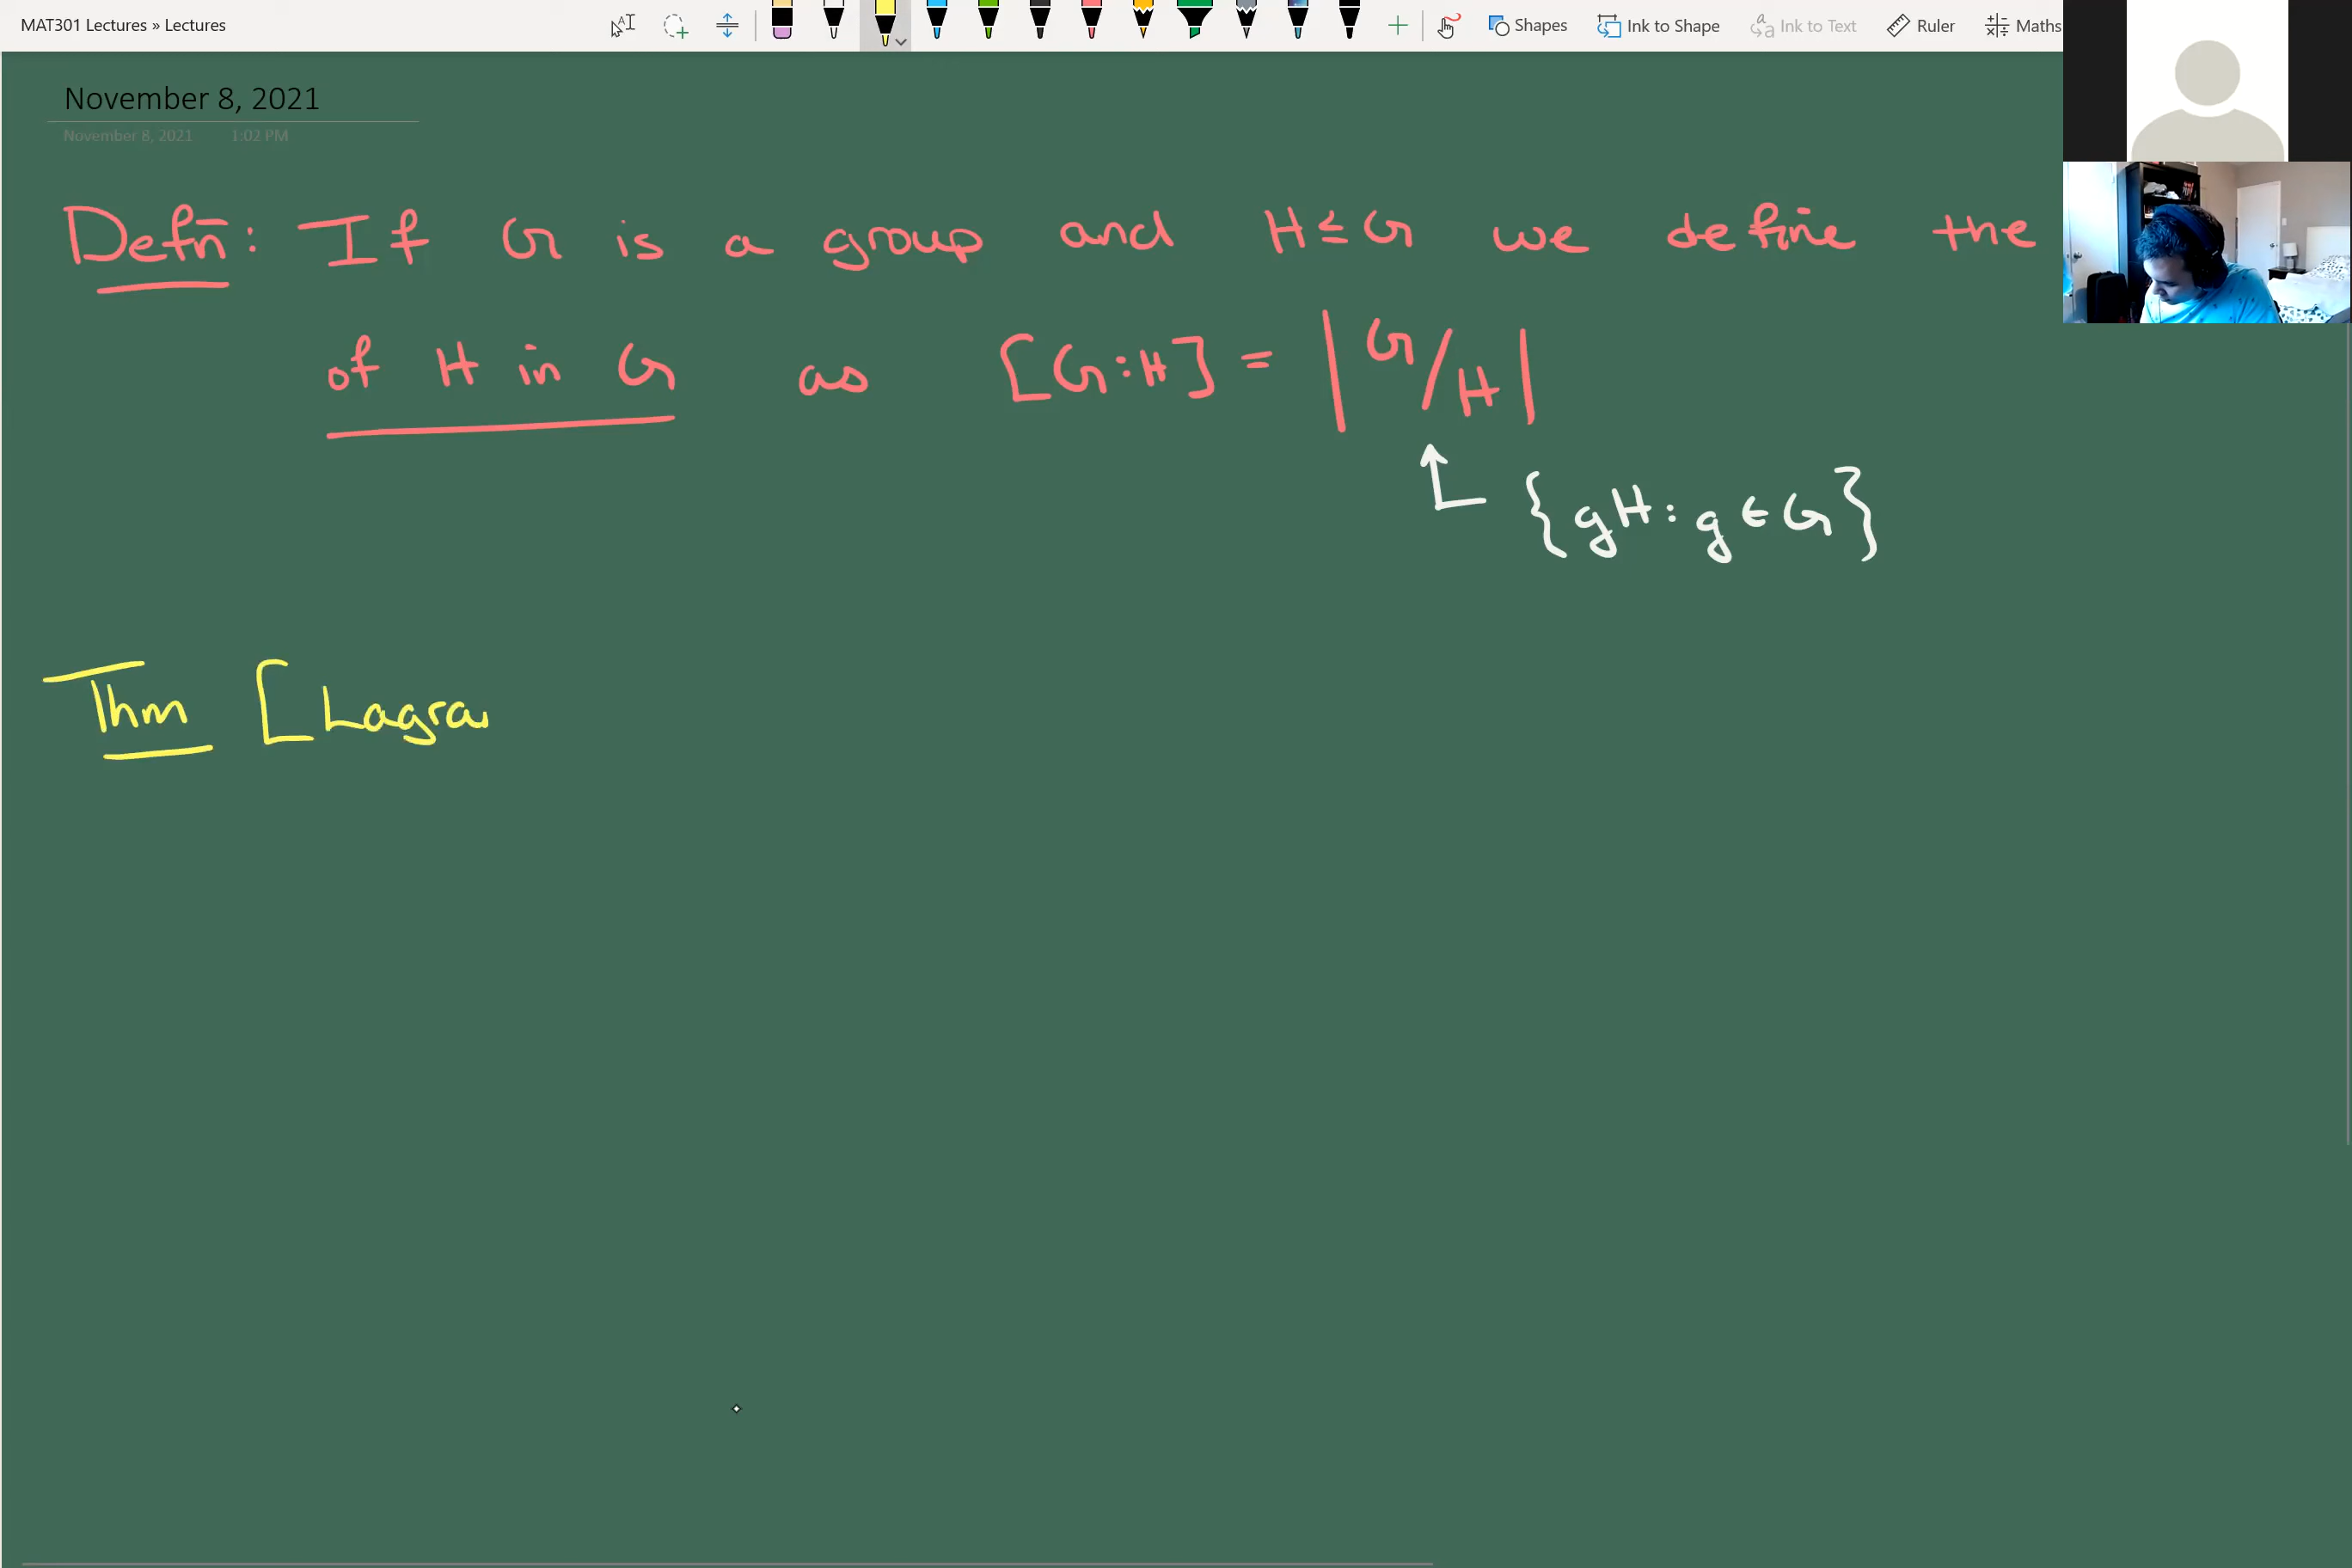 MAT301 Lectures » Lectures
Shapes Ink to Shape Ink to Text Ruler Maths
November 8, 2021
November 8, 2021 1:02 PM
Defn: If G is a group and H ≤ G we define the
of H in G as [G:H] = |G/H|
{gH: g ∈ G}
Thm [Lagra